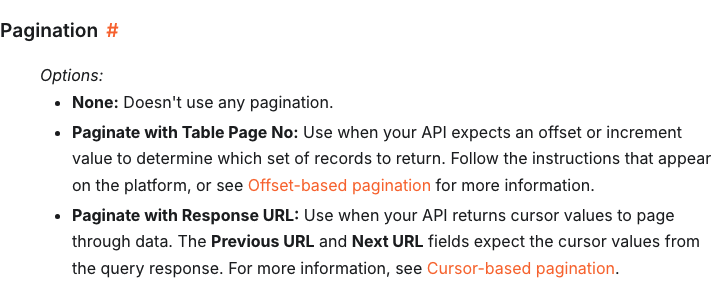 Pagination #
Options:
• None: Doesn't use any pagination.
• Paginate with Table Page No: Use when your API expects an offset or increment
value to determine which set of records to return. Follow the instructions that appear
on the platform, or see Offset-based pagination for more information.
• Paginate with Response URL: Use when your API returns cursor values to page
through data. The Previous URL and Next URL fields expect the cursor values from
the query response. For more information, see Cursor-based pagination.